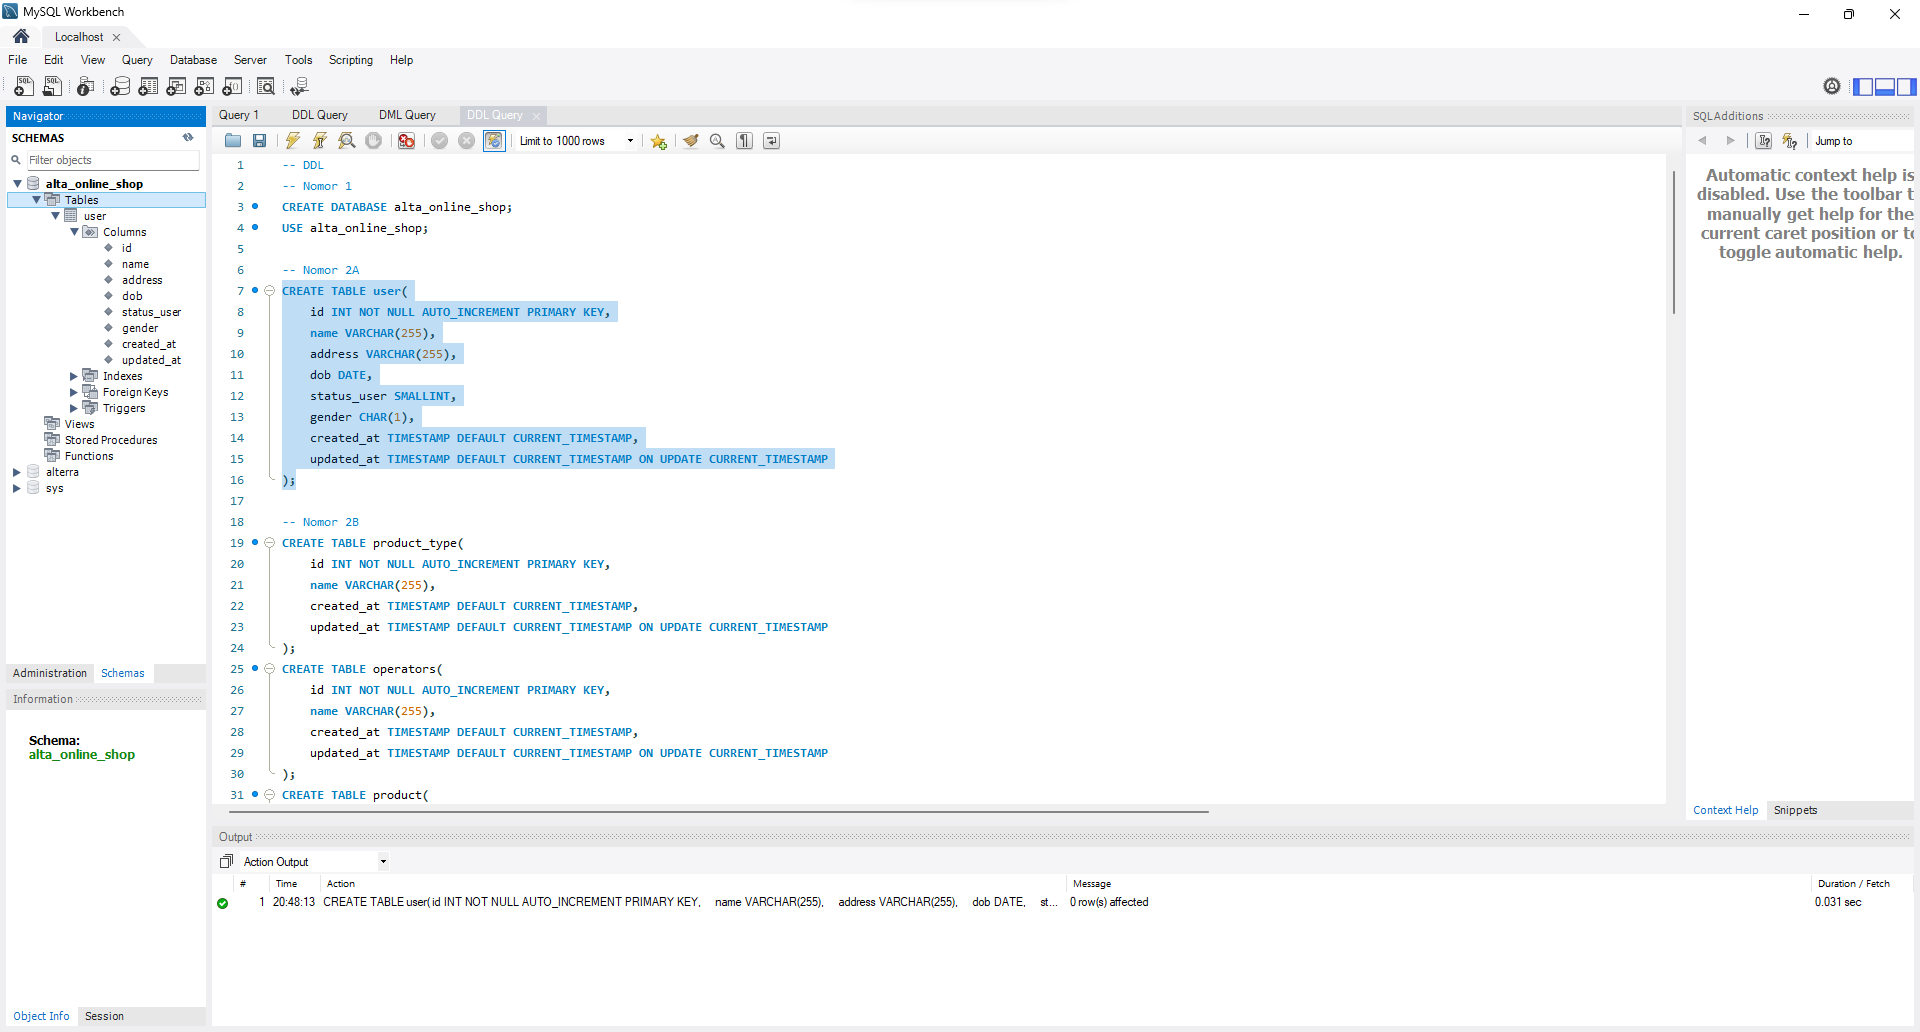 MySQL Workbench
Localhost
File Edit View Query Database Server Tools Scripting Help
Navigator
SCHEMAS
Filter objects
alta_online_shop
Tables
user
Columns
id
name
address
dob
status_user
gender
created_at
updated_at
Indexes
Foreign Keys
Triggers
Views
Stored Procedures
Functions
alterra
sys
Administration Schemas
Information
Schema:
alta_online_shop
Object Info Session
Query 1 DDL Query DML Query DDL Query
Limit to 1000 rows
1 -- DDL
2 -- Nomor 1
3 CREATE DATABASE alta_online_shop;
4 USE alta_online_shop;
5
6 -- Nomor 2A
7 CREATE TABLE user(
8 id INT NOT NULL AUTO_INCREMENT PRIMARY KEY,
9 name VARCHAR(255),
10 address VARCHAR(255),
11 dob DATE,
12 status_user SMALLINT,
13 gender CHAR(1),
14 created_at TIMESTAMP DEFAULT CURRENT_TIMESTAMP,
15 updated_at TIMESTAMP DEFAULT CURRENT_TIMESTAMP ON UPDATE CURRENT_TIMESTAMP
16 );
17
18 -- Nomor 2B
19 CREATE TABLE product_type(
20 id INT NOT NULL AUTO_INCREMENT PRIMARY KEY,
21 name VARCHAR(255),
22 created_at TIMESTAMP DEFAULT CURRENT_TIMESTAMP,
23 updated_at TIMESTAMP DEFAULT CURRENT_TIMESTAMP ON UPDATE CURRENT_TIMESTAMP
24 );
25 CREATE TABLE operators(
26 id INT NOT NULL AUTO_INCREMENT PRIMARY KEY,
27 name VARCHAR(255),
28 created_at TIMESTAMP DEFAULT CURRENT_TIMESTAMP,
29 updated_at TIMESTAMP DEFAULT CURRENT_TIMESTAMP ON UPDATE CURRENT_TIMESTAMP
30 );
31 CREATE TABLE product(
SQLAdditions
Jump to
Automatic context help is
disabled. Use the toolbar t
manually get help for the
current caret position or to
toggle automatic help.
Context Help Snippets
Output
Action Output
# Time Action Message Duration / Fetch
1 20:48:13 CREATE TABLE user( id INT NOT NULL AUTO_INCREMENT PRIMARY KEY, name VARCHAR(255), address VARCHAR(255), dob DATE, st... 0 row(s) affected 0.031 sec